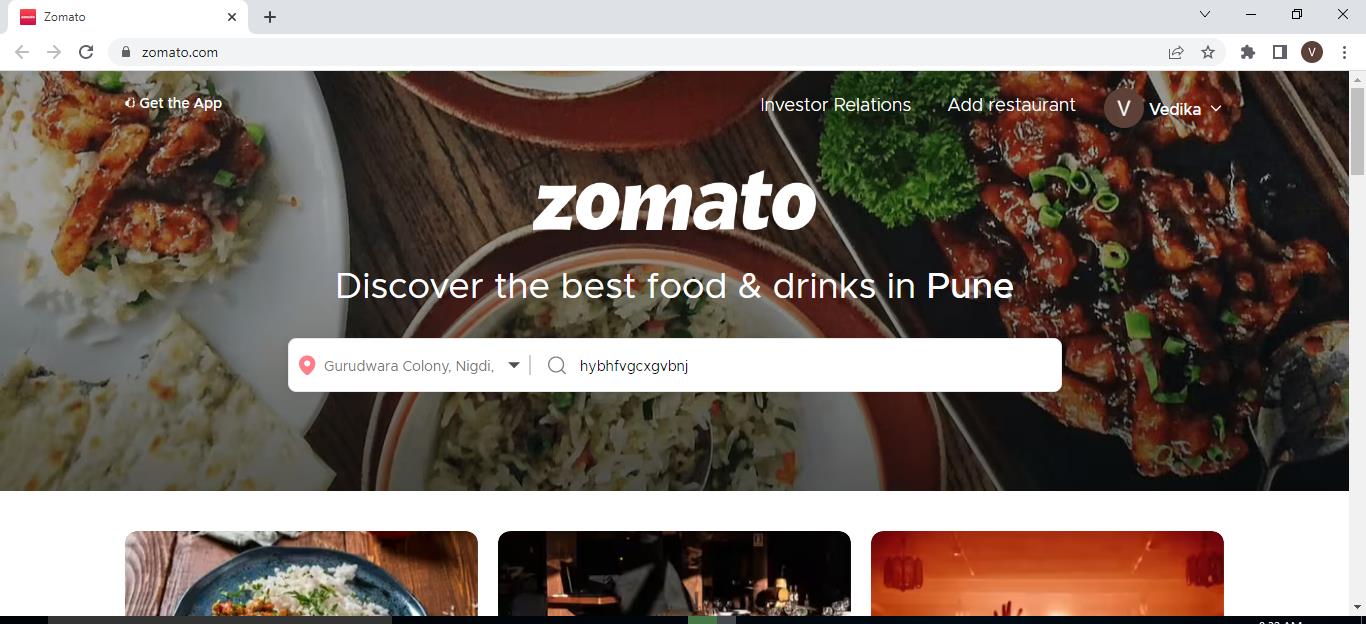 Zomato
zomato.com
V
Get the App
Investor Relations
Add restaurant
V
Vedika
zomato
Discover the best food & drinks in Pune
Gurudwara Colony, Nigdi,
hybhfvgcxgvbnj